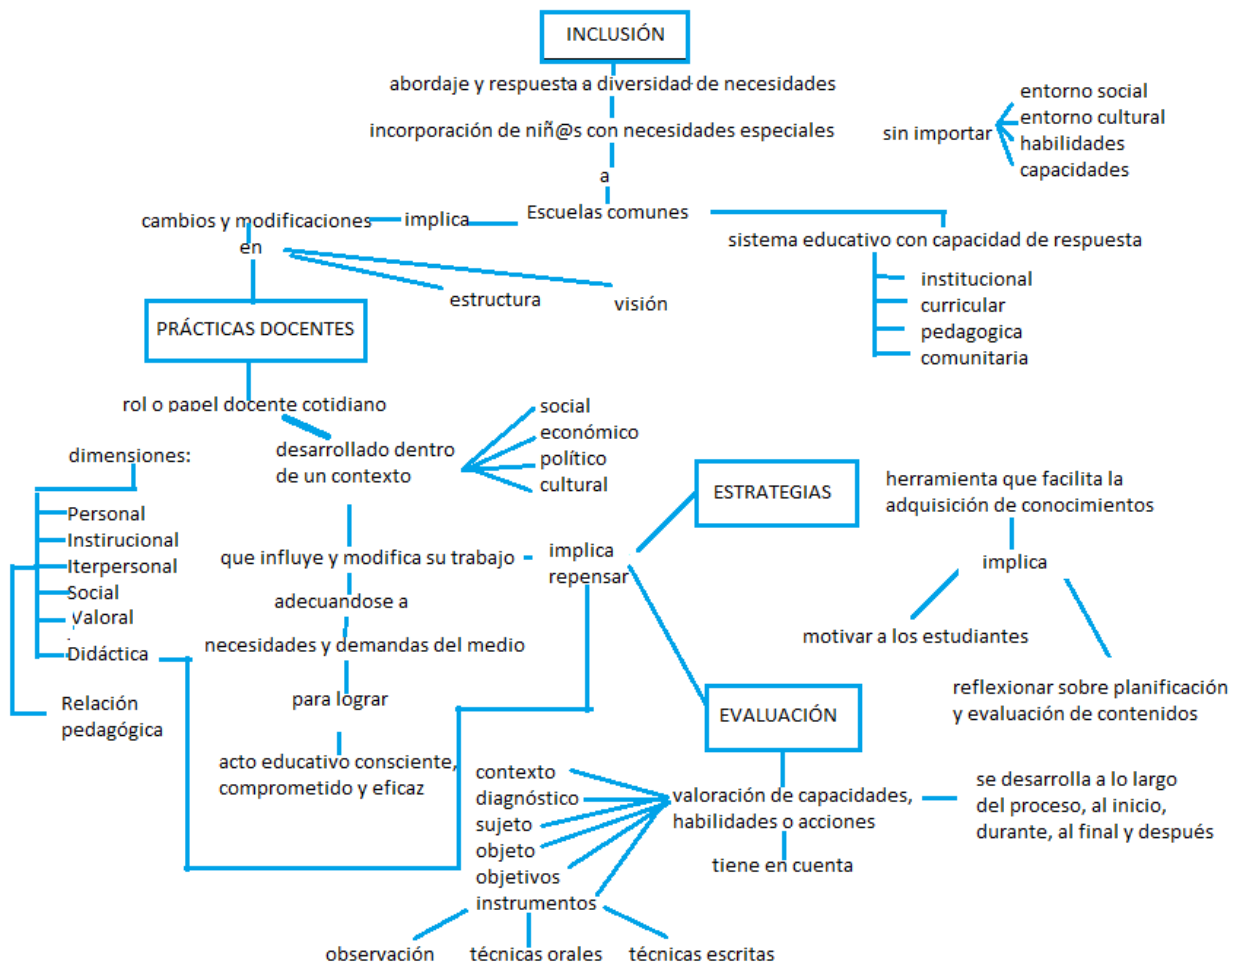 INCLUSIÓN
abordaje y respuesta a diversidad de necesidades
incorporación de niñ@s con necesidades especiales
sin importar
entorno social
entorno cultural
habilidades
capacidades
a
Escuelas comunes
implica
cambios y modificaciones
en
estructura
visión
sistema educativo con capacidad de respuesta
institucional
curricular
pedagogica
comunitaria
PRÁCTICAS DOCENTES
rol o papel docente cotidiano
desarrollado dentro
de un contexto
social
económico
político
cultural
dimensiones:
Personal
Instirucional
Iterpersonal
Social
Valoral
Didáctica
Relación
pedagógica
que influye y modifica su trabajo
adecuandose a
necesidades y demandas del medio
para lograr
acto educativo consciente,
comprometido y eficaz
implica
repensar
ESTRATEGIAS
herramienta que facilita la
adquisición de conocimientos
implica
motivar a los estudiantes
reflexionar sobre planificación
y evaluación de contenidos
EVALUACIÓN
valoración de capacidades,
habilidades o acciones
se desarrolla a lo largo
del proceso, al inicio,
durante, al final y después
tiene en cuenta
contexto
diagnóstico
sujeto
objeto
objetivos
instrumentos
observación
técnicas orales
técnicas escritas